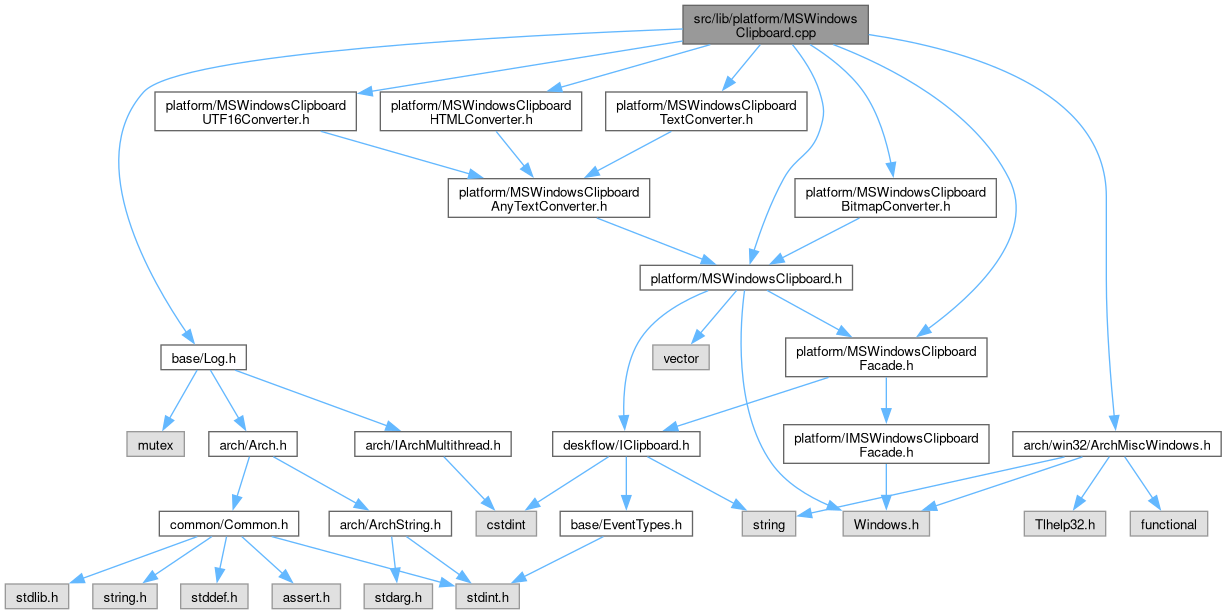 src/lib/platform/MSWindows
Clipboard.cpp
platform/MSWindowsClipboard
UTF16Converter.h
platform/MSWindowsClipboard
HTMLConverter.h
platform/MSWindowsClipboard
TextConverter.h
platform/MSWindowsClipboard
AnyTextConverter.h
platform/MSWindowsClipboard
BitmapConverter.h
platform/MSWindowsClipboard.h
base/Log.h
vector
platform/MSWindowsClipboard
Facade.h
mutex
arch/Arch.h
arch/IArchMultithread.h
deskflow/IClipboard.h
platform/IMSWindowsClipboard
Facade.h
arch/win32/ArchMiscWindows.h
common/Common.h
arch/ArchString.h
cstdint
base/EventTypes.h
string
Windows.h
Tlhelp32.h
functional
stdlib.h
string.h
stddef.h
assert.h
stdarg.h
stdint.h